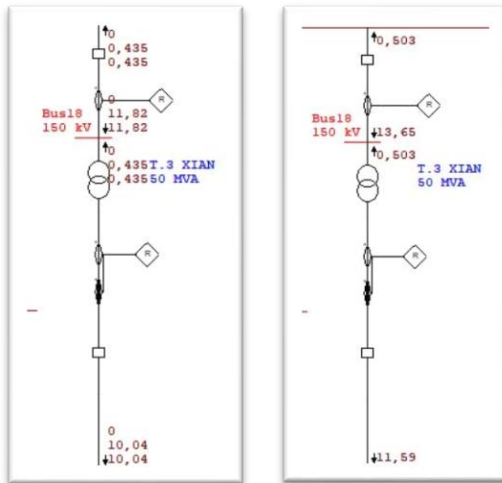 0
0,435
0,435
R
0
11,82
Bus18
150 kV
11,82
0
0,435 T.3 XIAN
0,435 50 MVA
R
0
10,04
10,04
0,503
R
Bus18
150 kV
13,65
0,503
T.3 XIAN
50 MVA
R
11,59